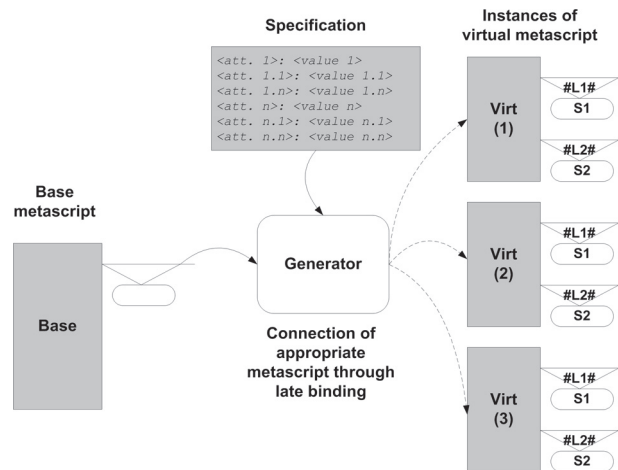 Specification
<att. 1>: <value 1>
<att. 1.1>: <value 1.1>
<att. 1.n>: <value 1.n>
<att. n>: <value n>
<att. n.1>: <value n.1>
<att. n.n>: <value n.n>
Instances of
virtual metascript
Base
metascript
Base
Generator
Connection of
appropriate
metascript through
late binding
Virt
(1)
#L1#
S1
#L2#
S2
Virt
(2)
#L1#
S1
#L2#
S2
Virt
(3)
#L1#
S1
#L2#
S2